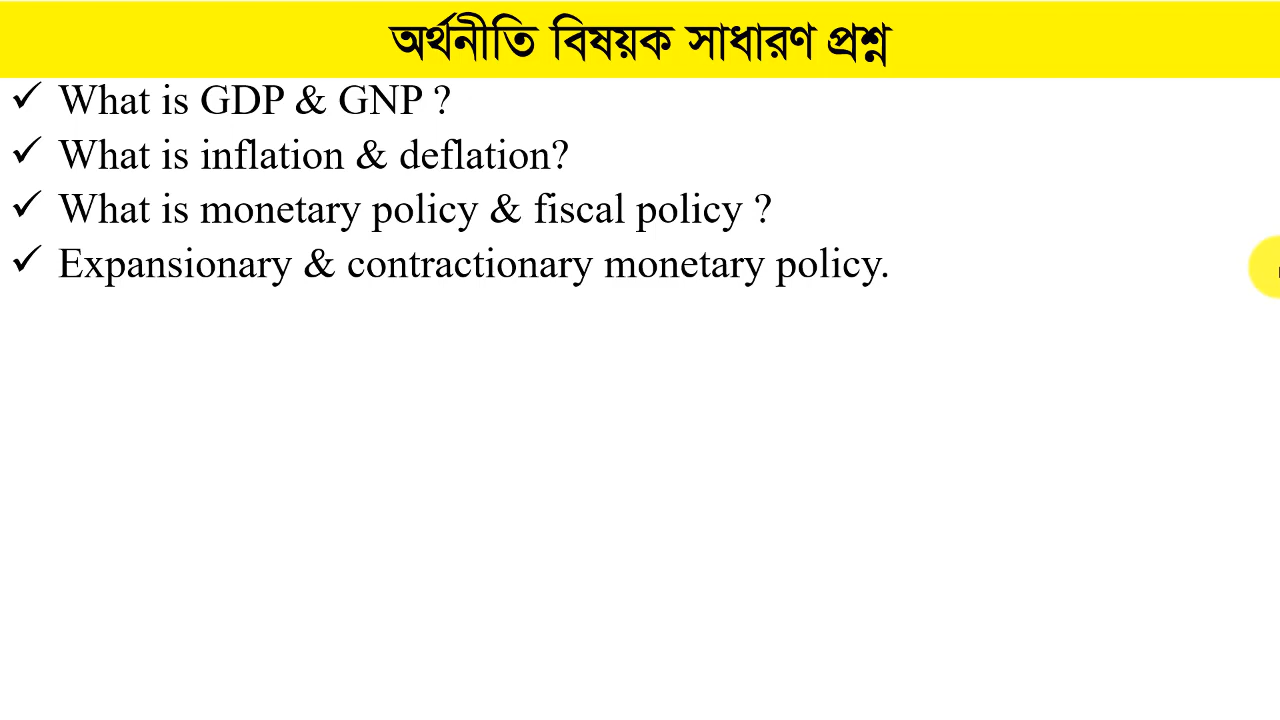 অর্থনীতি বিষয়ক সাধারণ প্রশ্ন
✓ What is GDP & GNP ?
✓ What is inflation & deflation?
✓ What is monetary policy & fiscal policy ?
✓ Expansionary & contractionary monetary policy.